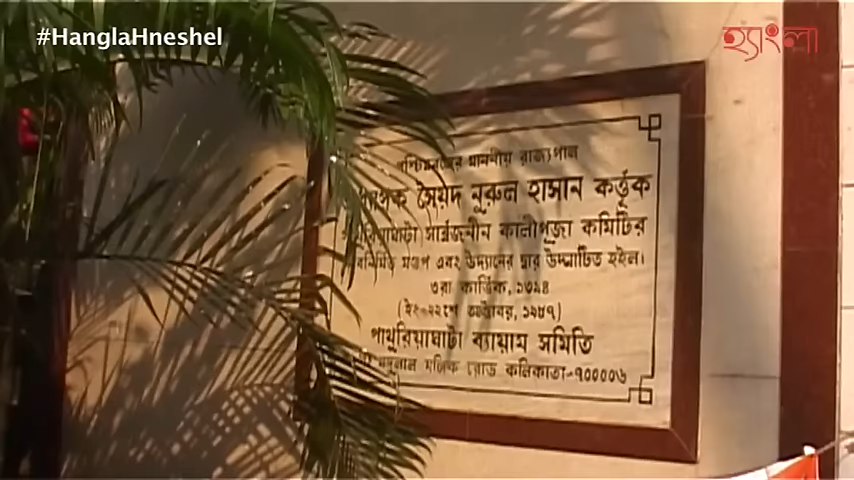 #HanglaHneshel
হ্যাংলা
পশ্চিমবঙ্গের মাননীয় রাজ্যপাল
সৈয়দ নূরুল হাসান কর্ত্তৃক
সার্ব্বজনীন কালীপূজা কমিটির
মণ্ডপ এবং উদ্যানের দ্বার উদ্ঘাটিত হইল।
৩রা কার্ত্তিক, ১৩৯৪
(ইং-২২শে অক্টোবর, ১৯৮৭)
পাথুরিয়াঘাটা ব্যায়াম সমিতি
যদুলাল মল্লিক রোড কলিকাতা-৭০০০০৬